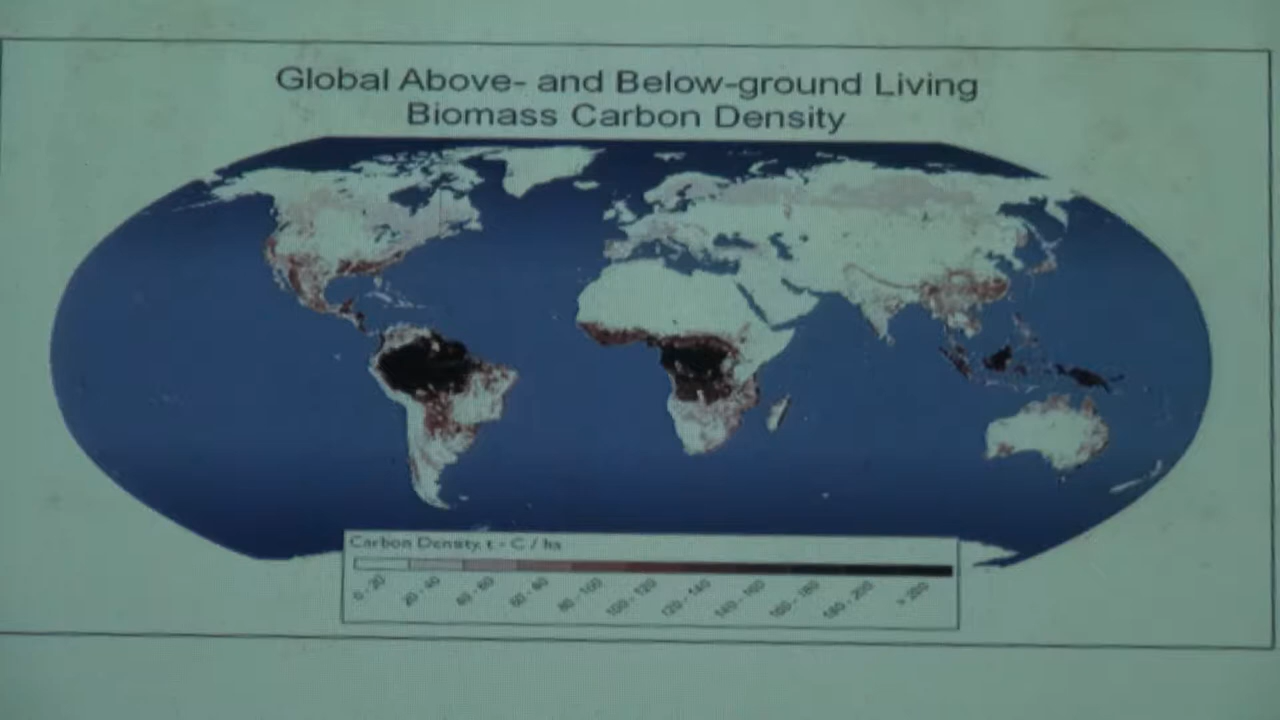 Global Above- and Below-ground Living
Biomass Carbon Density
Carbon Density, t - C / ha
0 - 20
20 - 40
40 - 60
60 - 80
80 - 100
100 - 120
120 - 140
140 - 160
160 - 180
180 - 200
> 200